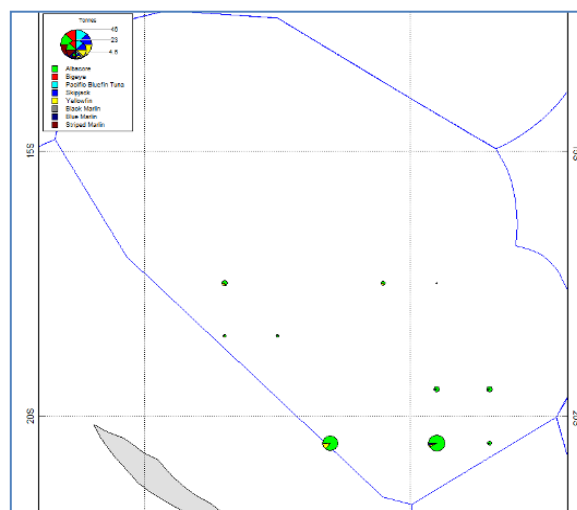 Tonnes
45
23
4.5
Albacore
Bigeye
Pacific Bluefin Tuna
Skipjack
Yellowfin
Black Marlin
Blue Marlin
Striped Marlin
15S
20S